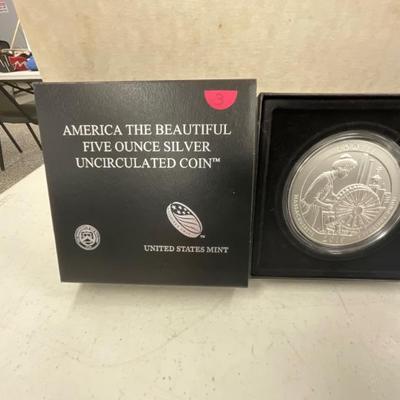 3
AMERICA THE BEAUTIFUL
FIVE OUNCE SILVER
UNCIRCULATED COIN™
UNITED STATES MINT